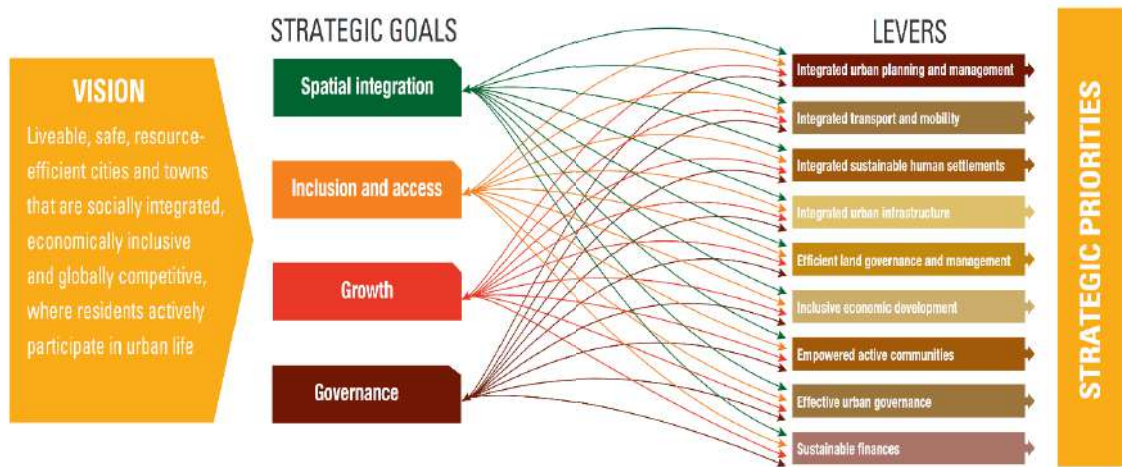 STRATEGIC GOALS
LEVERS
VISION
Liveable, safe, resource-
efficient cities and towns
that are socially integrated,
economically inclusive
and globally competitive,
where residents actively
participate in urban life
Spatial integration
Inclusion and access
Growth
Governance
Integrated urban planning and management
Integrated transport and mobility
Integrated sustainable human settlements
Integrated urban infrastructure
Efficient land governance and management
Inclusive economic development
Empowered active communities
Effective urban governance
Sustainable finances
STRATEGIC PRIORITIES